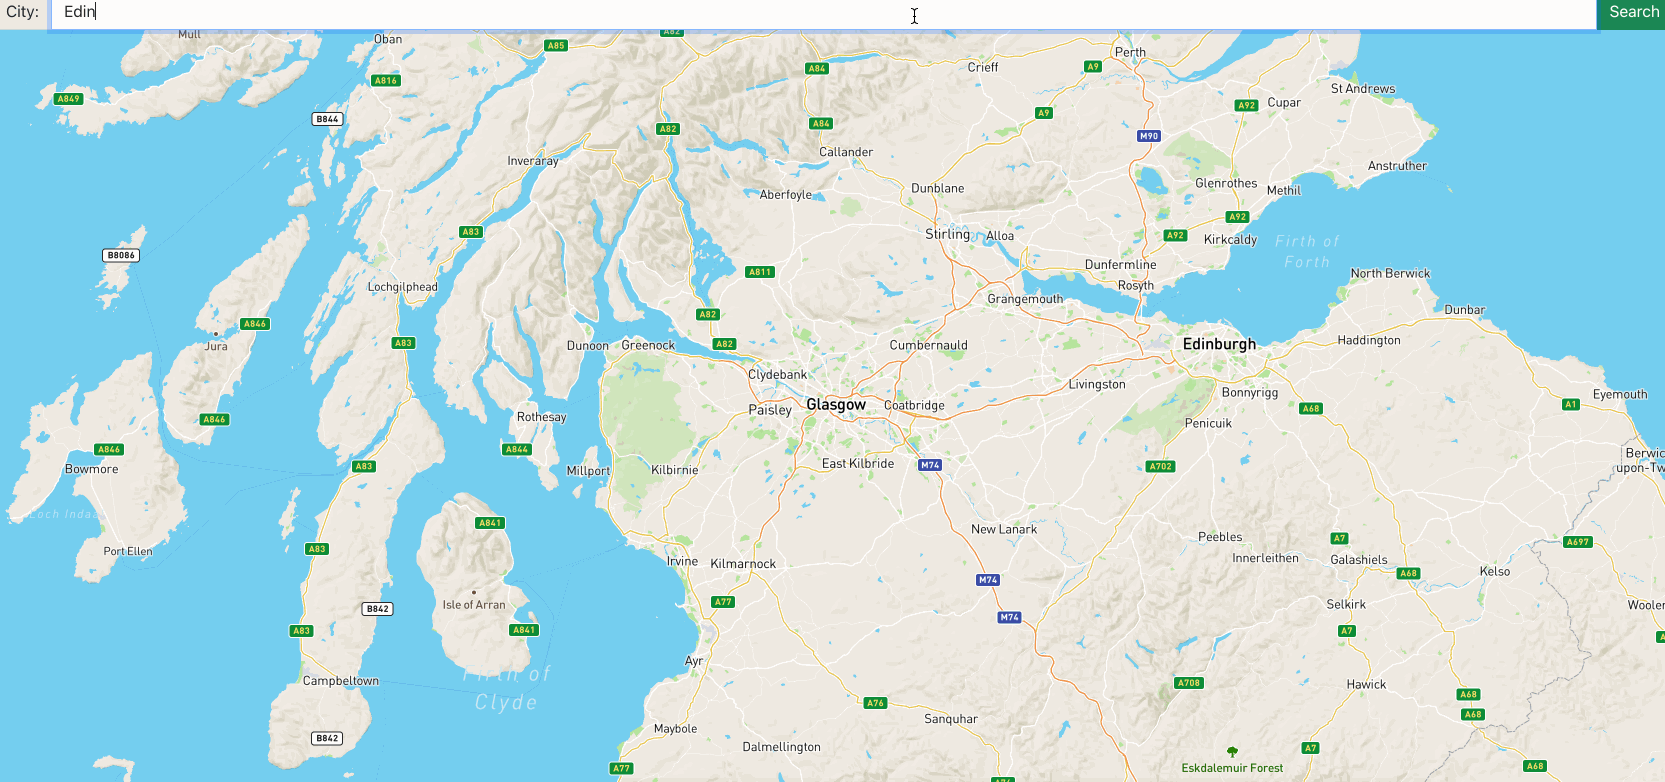 City:
Edin
Search
Mull
Oban
A82
A85
Perth
A816
A84
Crieff
A9
A849
St Andrews
A92
Cupar
B844
A9
A82
A84
M90
Callander
Inveraray
Anstruther
Aberfoyle
Dunblane
Glenrothes
Methil
A92
A83
Stirling
Alloa
A92
Kirkcaldy
Firth of
Forth
B8086
Dunfermline
A811
North Berwick
Lochgilphead
Rosyth
Grangemouth
Dunbar
A82
A846
A83
Jura
Dunoon
Greenock
A82
Cumbernauld
Edinburgh
Haddington
Clydebank
Livingston
Bonnyrigg
Eyemouth
Glasgow
Coatbridge
A68
A1
Paisley
A846
Rothesay
Penicuik
A846
A844
Berwic
upon-Tw
Bowmore
A83
Millport
Kilbirnie
East Kilbride
M74
A702
Loch Indaa
A841
New Lanark
Peebles
A7
A697
Port Ellen
A83
Irvine
Kilmarnock
Innerleithen
Galashiels
A68
Kelso
M74
Isle of Arran
A77
B842
M74
Selkirk
Wooler
A83
A841
A7
A
Ayr
Firth of
Clyde
Campbeltown
A708
Hawick
A68
A76
A68
Sanquhar
Maybole
B842
Dalmellington
A7
A77
Eskdalemuir Forest
A68